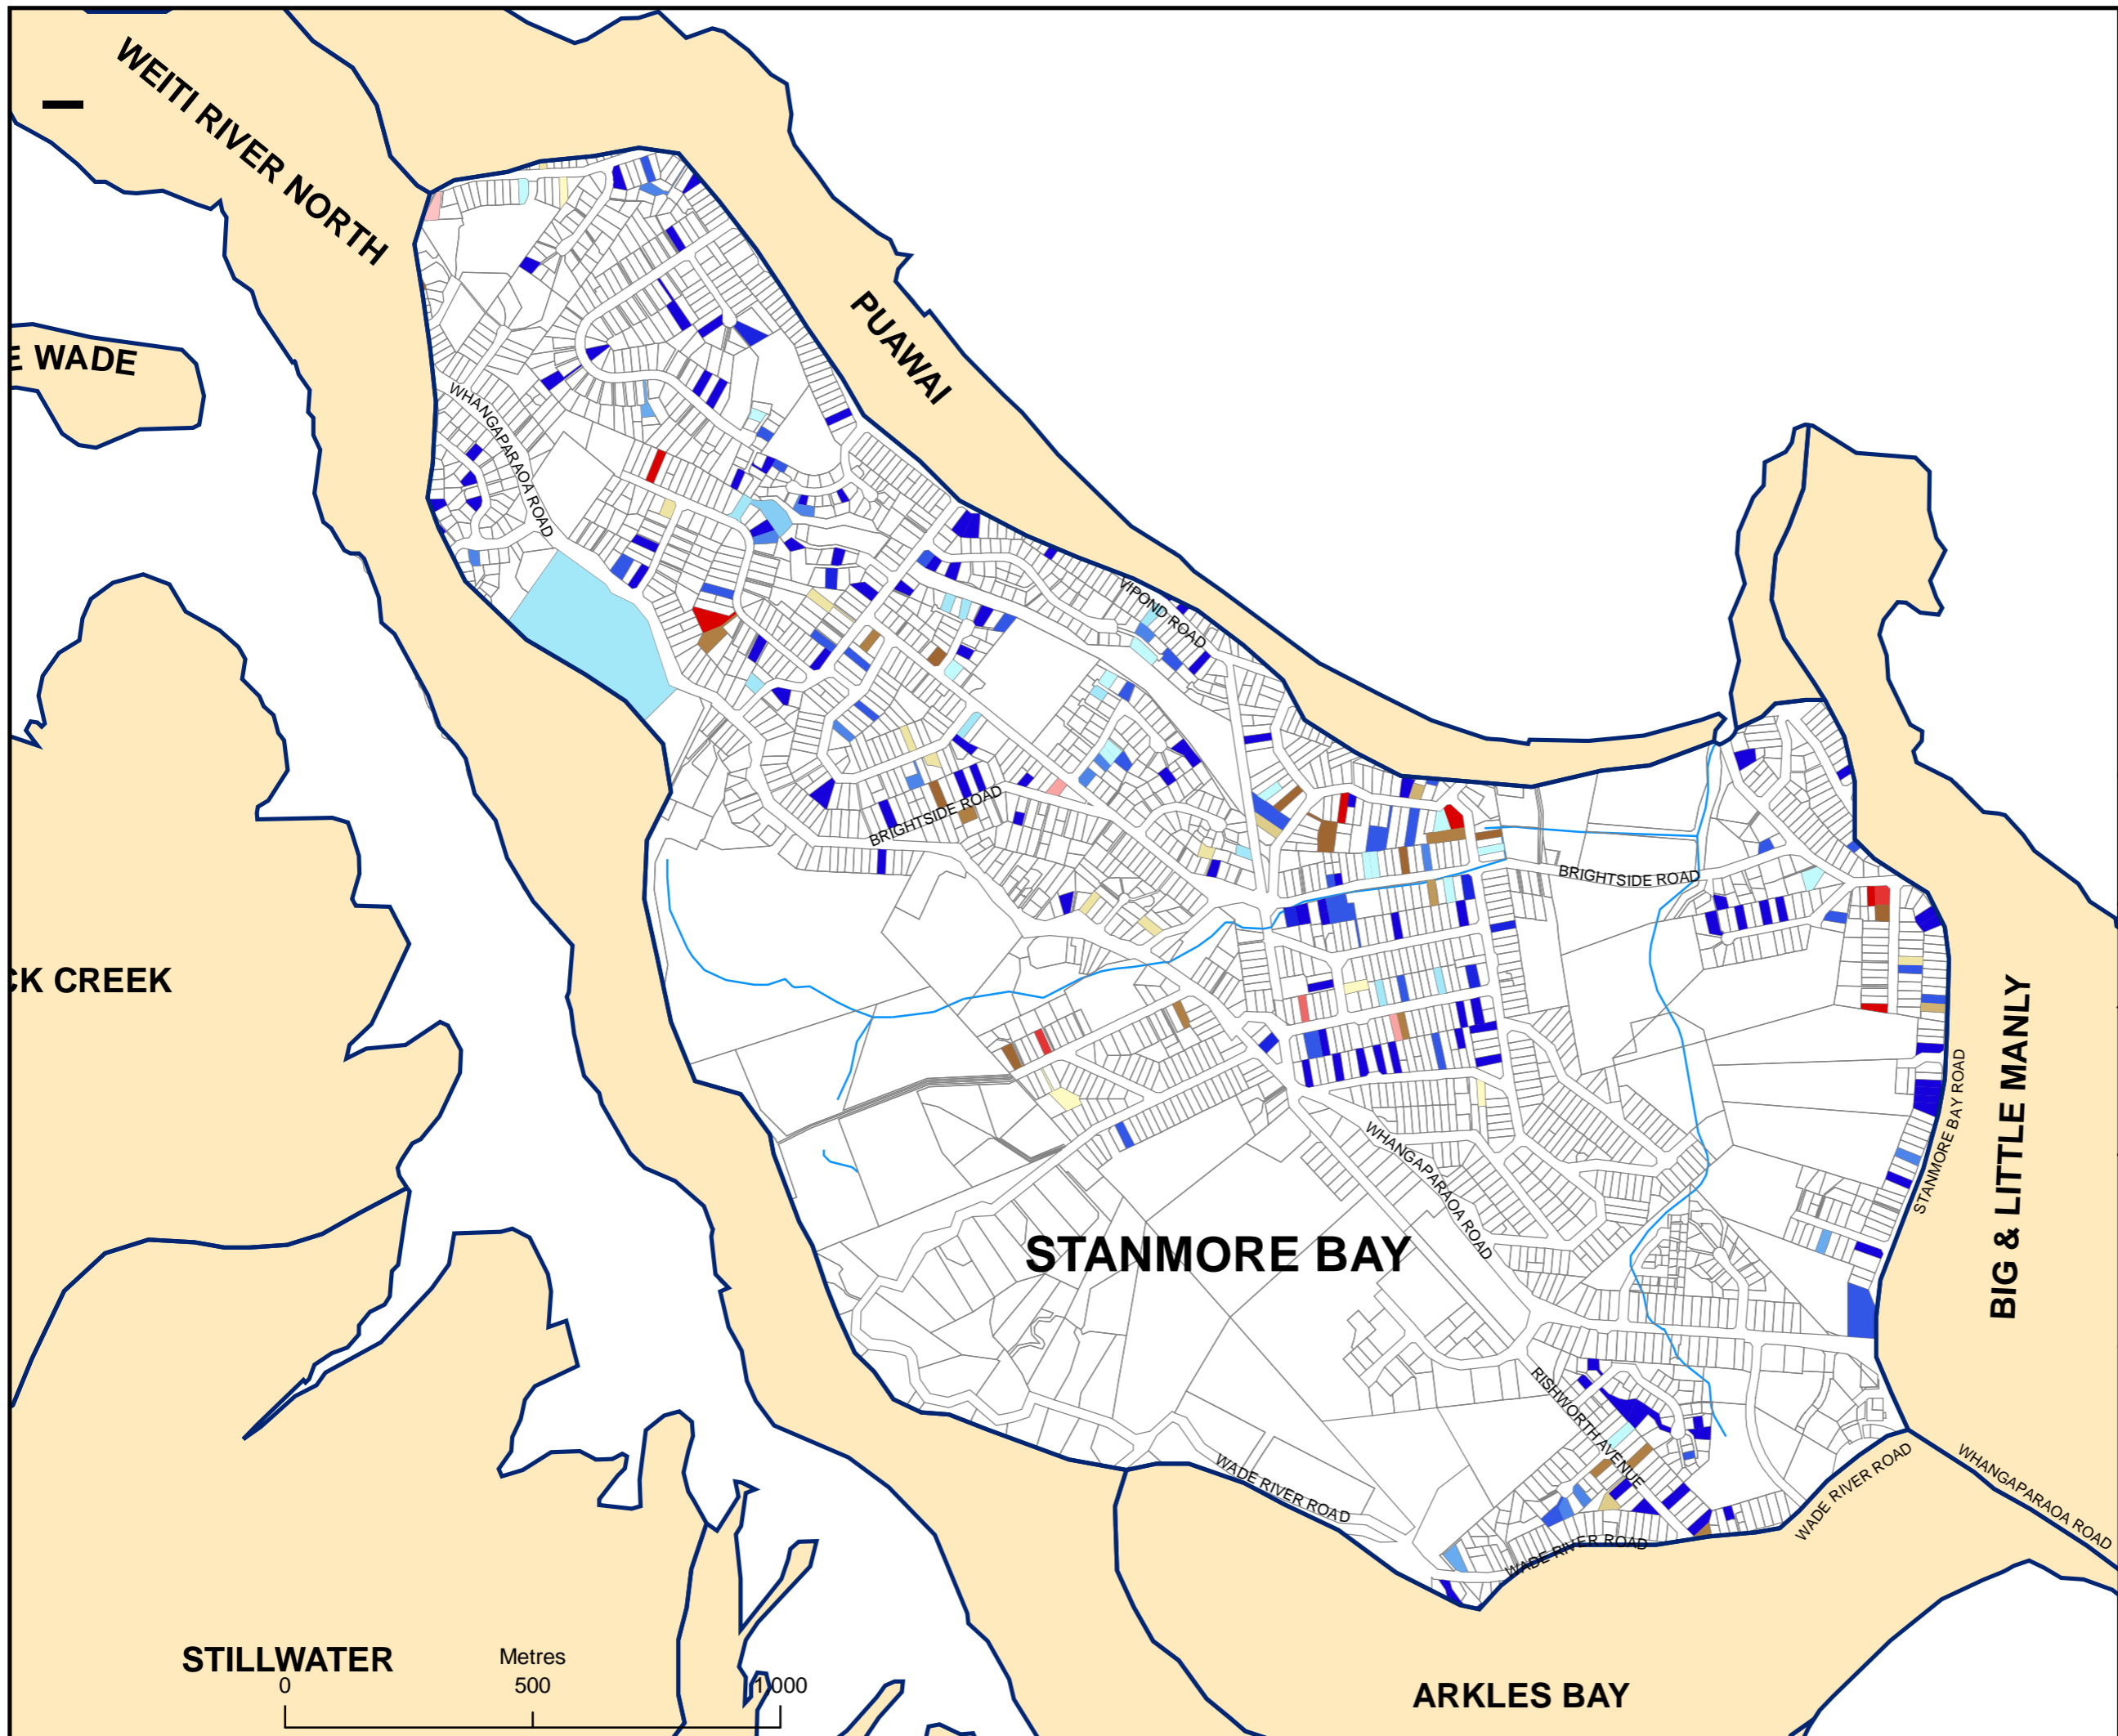 WEITI RIVER NORTH
PUAWAI
E WADE
WHANGAPARAOA ROAD
VIPOND ROAD
BRIGHTSIDE ROAD
BRIGHTSIDE ROAD
CK CREEK
BIG & LITTLE MANLY
STANMORE BAY ROAD
WHANGAPARAOA ROAD
STANMORE BAY
RISHWORTH AVENUE
WADE RIVER ROAD
WADE RIVER ROAD
WHANGAPARAOA ROAD
WADE RIVER ROAD
STILLWATER
Metres
0 500 1,000
ARKLES BAY